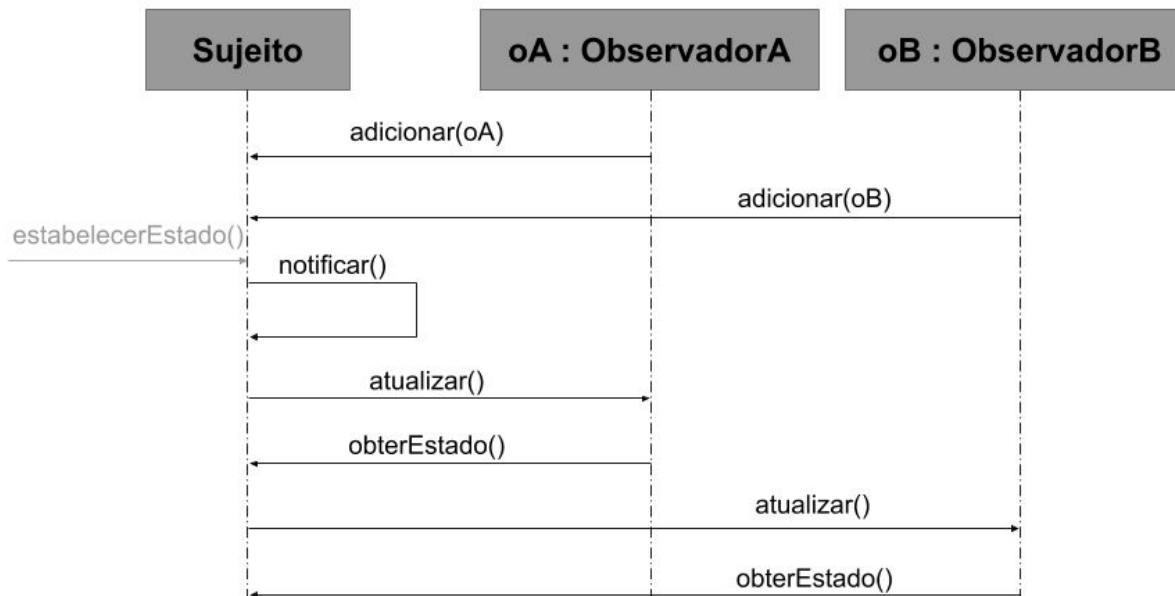 Sujeito
oA : ObservadorA
oB : ObservadorB
adicionar(oA)
adicionar(oB)
estabelecerEstado()
notificar()
atualizar()
obterEstado()
atualizar()
obterEstado()